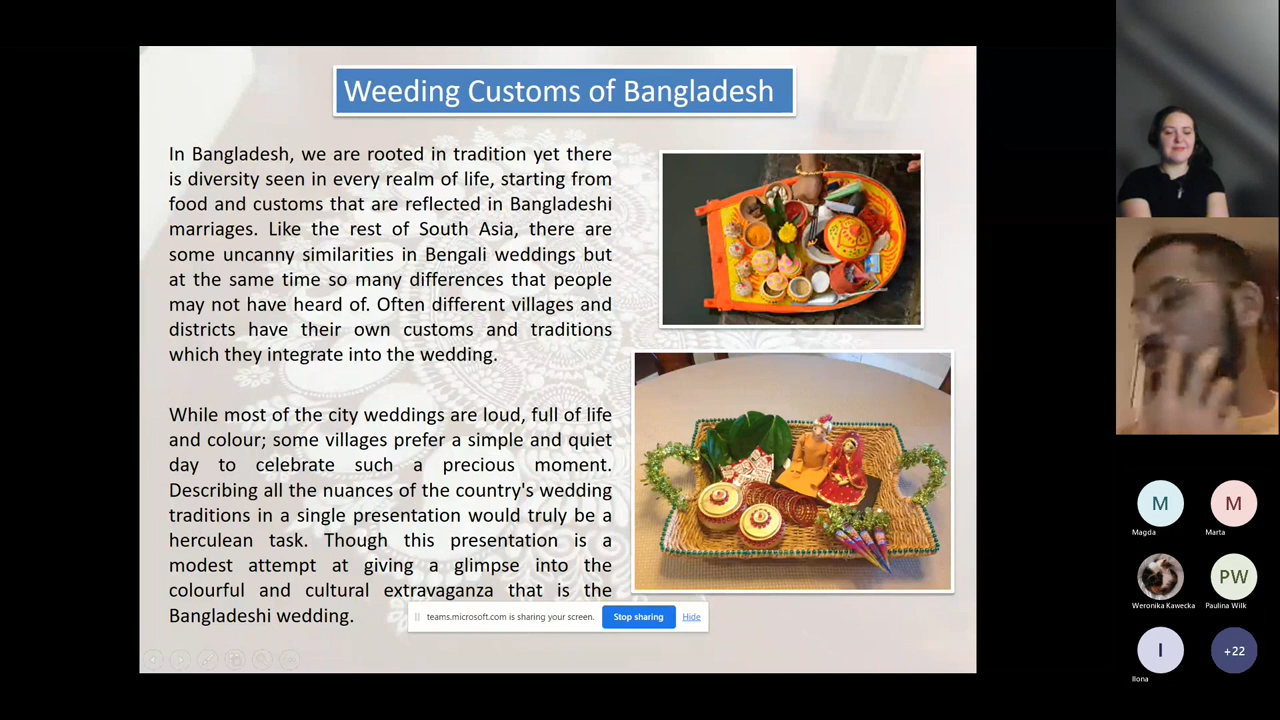 Weeding Customs of Bangladesh
In Bangladesh, we are rooted in tradition yet there
is diversity seen in every realm of life, starting from
food and customs that are reflected in Bangladeshi
marriages. Like the rest of South Asia, there are
some uncanny similarities in Bengali weddings but
at the same time so many differences that people
may not have heard of. Often different villages and
districts have their own customs and traditions
which they integrate into the wedding.
While most of the city weddings are loud, full of life
and colour; some villages prefer a simple and quiet
day to celebrate such a precious moment.
Describing all the nuances of the country's wedding
traditions in a single presentation would truly be a
herculean task. Though this presentation is a
modest attempt at giving a glimpse into the
colourful and cultural extravaganza that is the
Bangladeshi wedding.
teams.microsoft.com is sharing your screen.
Stop sharing
Hide
M
M
Magda
Marta
PW
Weronika Kawecka
Paulina Wilk
I
+22
Ilona